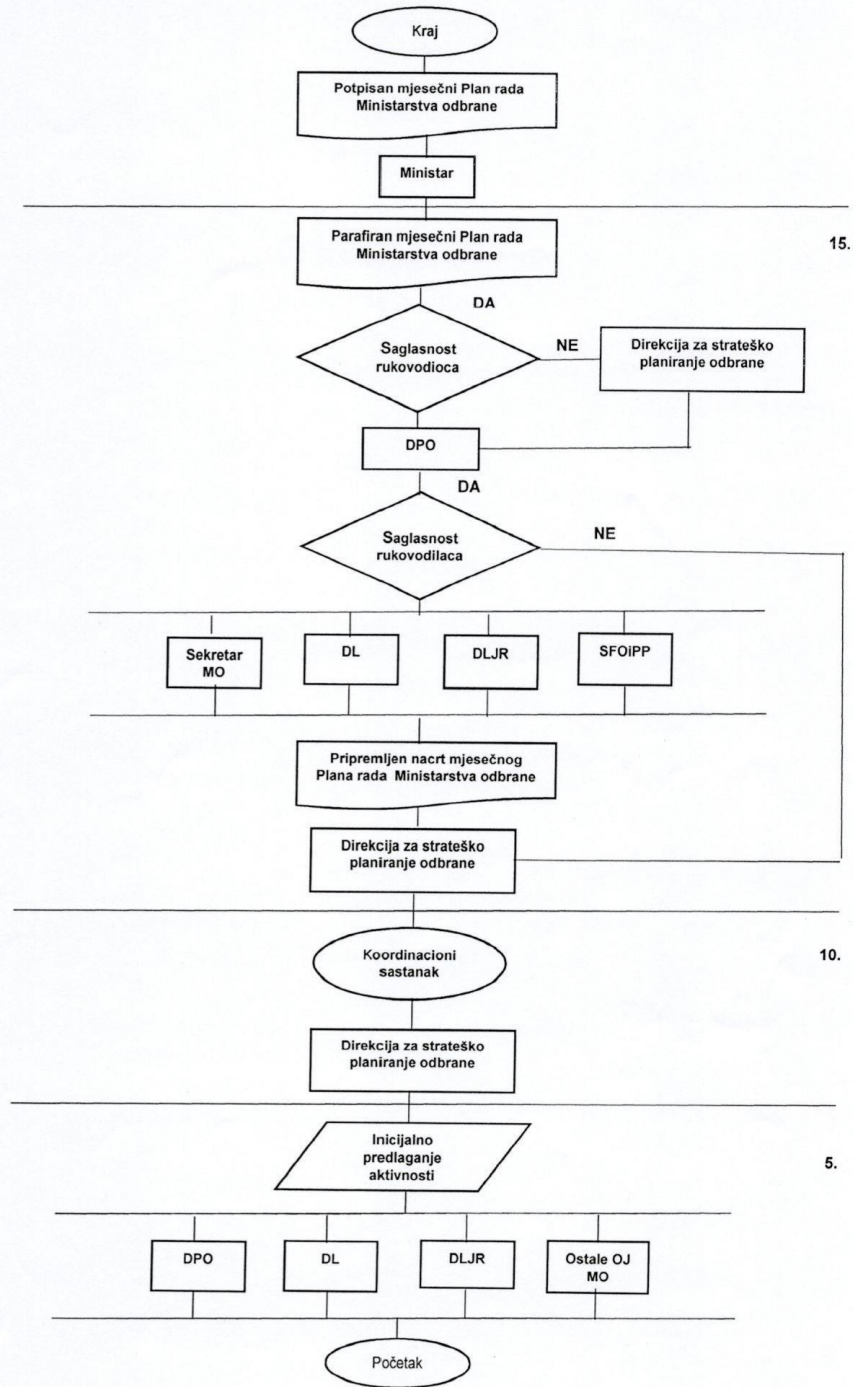 Kraj
Potpisan mjesečni Plan rada
Ministarstva odbrane
Ministar
Parafiran mjesečni Plan rada
Ministarstva odbrane
15.
DA
Saglasnost
rukovodioca
NE
Direkcija za strateško
planiranje odbrane
DPO
DA
Saglasnost
rukovodilaca
NE
Sekretar
MO
DL
DLJR
SFOiPP
Pripremljen nacrt mjesečnog
Plana rada Ministarstva odbrane
Direkcija za strateško
planiranje odbrane
Koordinacioni
sastanak
10.
Direkcija za strateško
planiranje odbrane
Inicijalno
predlaganje
aktivnosti
5.
DPO
DL
DLJR
Ostale OJ
MO
Početak